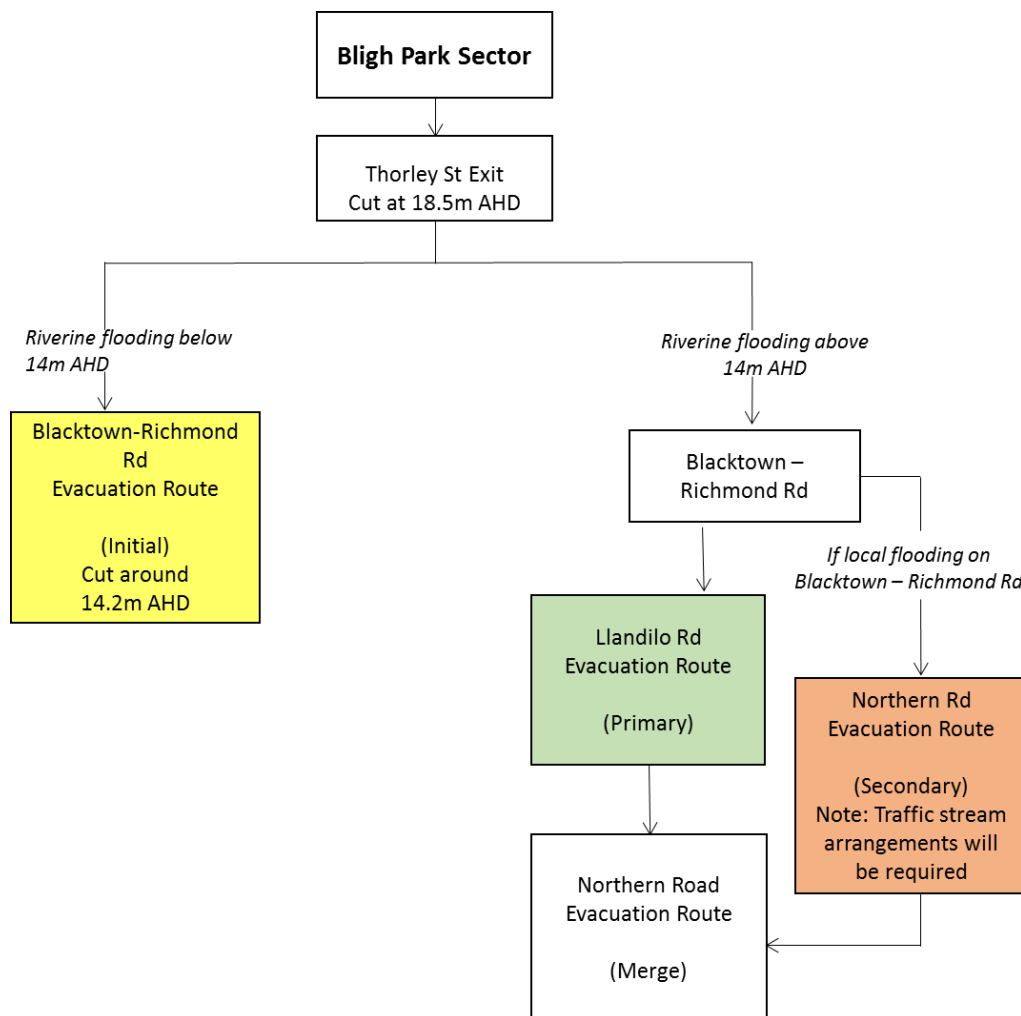 Bligh Park Sector
Thorley St Exit
Cut at 18.5m AHD
Riverine flooding below
14m AHD
Riverine flooding above
14m AHD
Blacktown-Richmond
Rd
Evacuation Route
(Initial)
Cut around
14.2m AHD
Blacktown –
Richmond Rd
If local flooding on
Blacktown – Richmond Rd
Llandilo Rd
Evacuation Route
(Primary)
Northern Rd
Evacuation Route
(Secondary)
Note: Traffic stream
arrangements will
be required
Northern Road
Evacuation Route
(Merge)